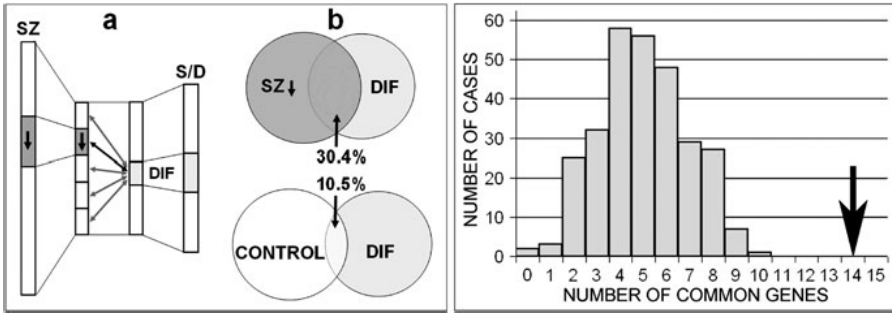 a
SZ
S/D
↓
↓
DIF
b
SZ ↓
DIF
30.4%
10.5%
CONTROL
DIF
NUMBER OF CASES
60
50
40
30
20
10
0
0 1 2 3 4 5 6 7 8 9 10 11 12 13 14 15
NUMBER OF COMMON GENES